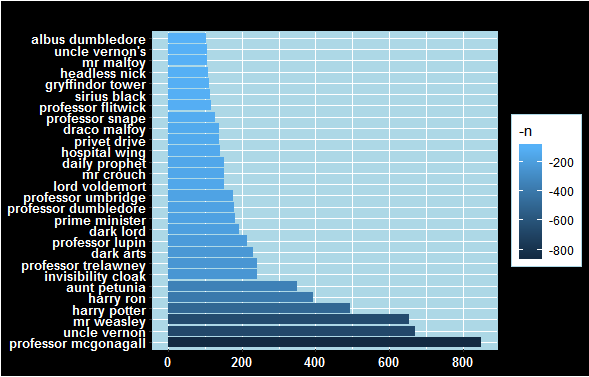 albus dumbledore
uncle vernon's
mr malfoy
headless nick
gryffindor tower
sirius black
professor flitwick
professor snape
draco malfoy
privet drive
hospital wing
daily prophet
mr crouch
lord voldemort
professor umbridge
professor dumbledore
prime minister
dark lord
professor lupin
dark arts
professor trelawney
invisibility cloak
aunt petunia
harry ron
harry potter
mr weasley
uncle vernon
professor mcgonagall
0 200 400 600 800
-n
-200
-400
-600
-800